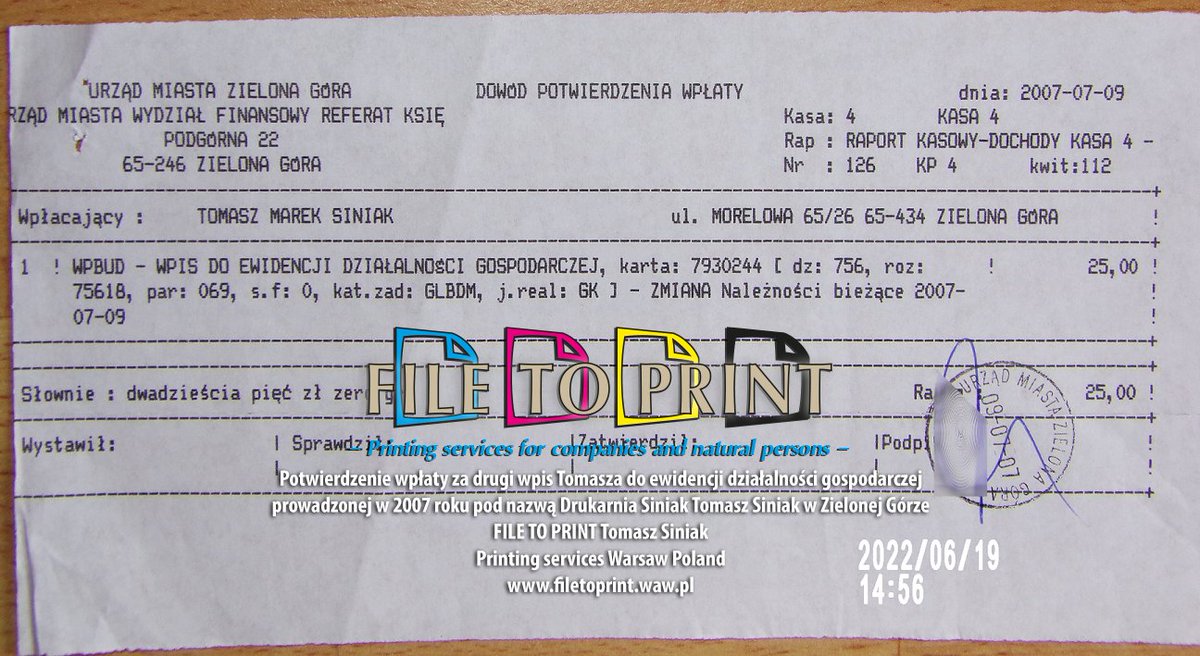 "URZĄD MIASTA ZIELONA GÓRA DOWÓD POTWIERDZENIA WPŁATY dnia: 2007-07-09
RZĄD MIASTA WYDZIAŁ FINANSOWY REFERAT KSIĘ Kasa: 4 KASA 4
PODGÓRNA 22 Rap : RAPORT KASOWY-DOCHODY KASA 4 -
65-246 ZIELONA GÓRA Nr : 126 KP 4 kwit:112
Wpłacający : TOMASZ MAREK SINIAK ul. MORELOWA 65/26 65-434 ZIELONA GÓRA !
1 ! WPBUD - WPIS DO EWIDENCJI DZIAŁALNOŚCI GOSPODARCZEJ, karta: 7930244 [ dz: 756, roz: ! 25,00 !
75618, par: 069, s.f: 0, kat.zad: GLBDM, j.real: GK ] - ZMIANA Należności bieżące 2007- !
07-09 !
FILE TO PRINT
Słownie : dwadzieścia pięć zł zer Ra 25,00 !
Wystawił: | Sprawdził: |Zatwierdził: |Podp
– Printing services for companies and natural persons –
URZĄD MIASTA ZIELONA GÓRA
09-07-07
Potwierdzenie wpłaty za drugi wpis Tomasza do ewidencji działalności gospodarczej
prowadzonej w 2007 roku pod nazwą Drukarnia Siniak Tomasz Siniak w Zielonej Górze
FILE TO PRINT Tomasz Siniak
Printing services Warsaw Poland
www.filetoprint.waw.pl
2022/06/19
14:56